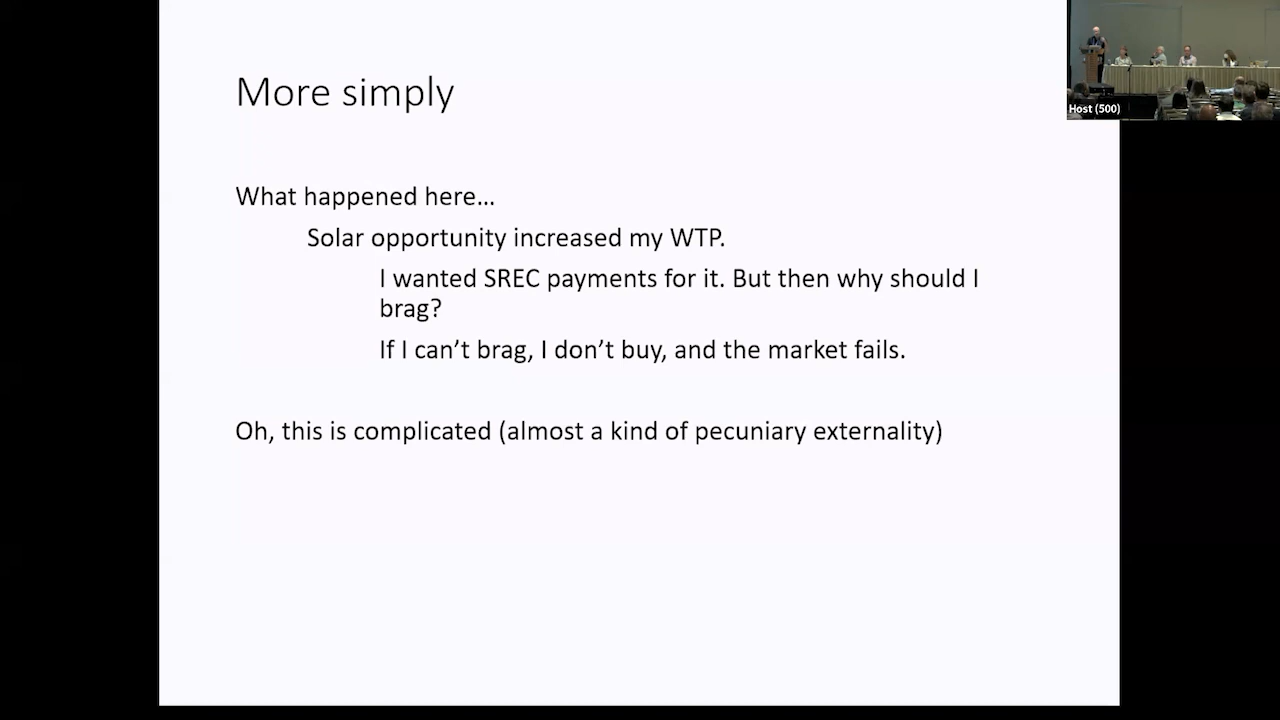 More simply
Host (500)
What happened here…
Solar opportunity increased my WTP.
I wanted SREC payments for it. But then why should I
brag?
If I can’t brag, I don’t buy, and the market fails.
Oh, this is complicated (almost a kind of pecuniary externality)